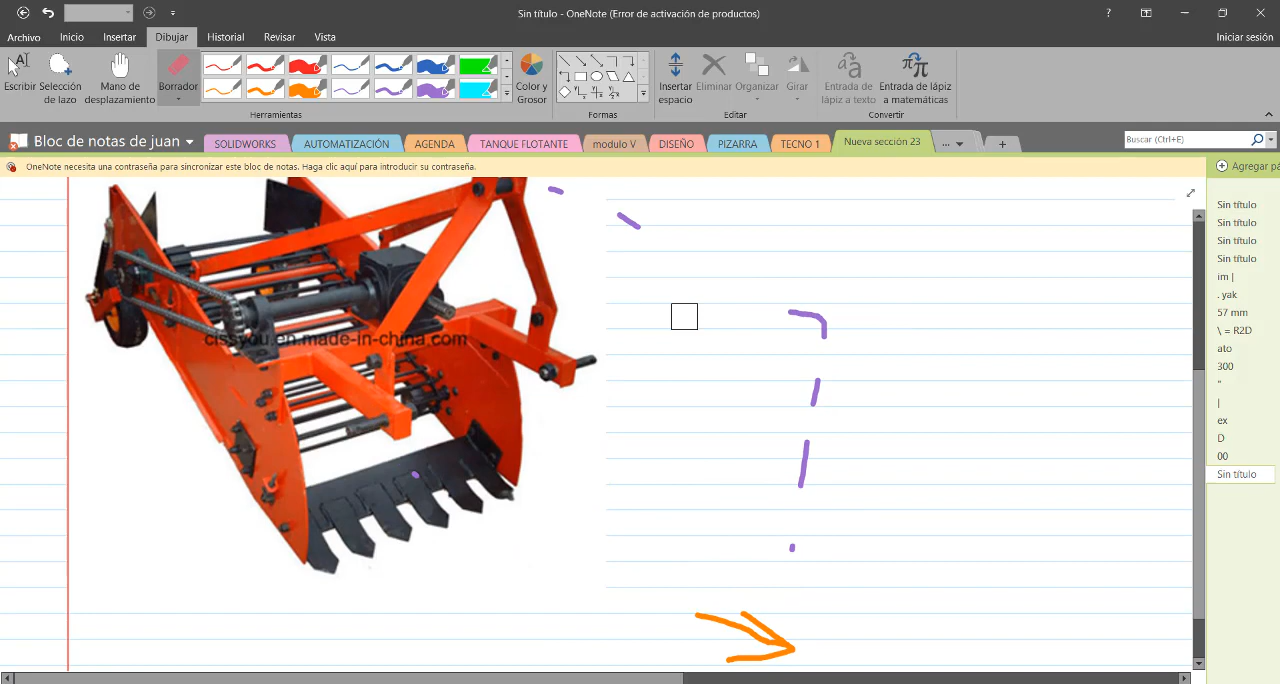 Sin título - OneNote (Error de activación de productos)
?
Archivo Inicio Insertar Dibujar Historial Revisar Vista Iniciar sesión
Escribir
Selección de lazo
Mano de desplazamiento
Borrador
Color y Grosor
Insertar espacio
Eliminar
Organizar
Girar
Entrada de lápiz a texto
Entrada de lápiz a matemáticas
Herramientas Formas Editar Convertir
Bloc de notas de juan SOLIDWORKS AUTOMATIZACIÓN AGENDA TANQUE FLOTANTE modulo V DISEÑO PIZARRA TECNO 1 Nueva sección 23 ... + Buscar (Ctrl+E)
OneNote necesita una contraseña para sincronizar este bloc de notas. Haga clic aquí para introducir su contraseña.
Agregar pá
Sin título
Sin título
Sin título
Sin título
im |
. yak
57 mm
\ = R2D
ato
300
"
|
ex
D
00
Sin título
cissyou.en.made-in-china.com